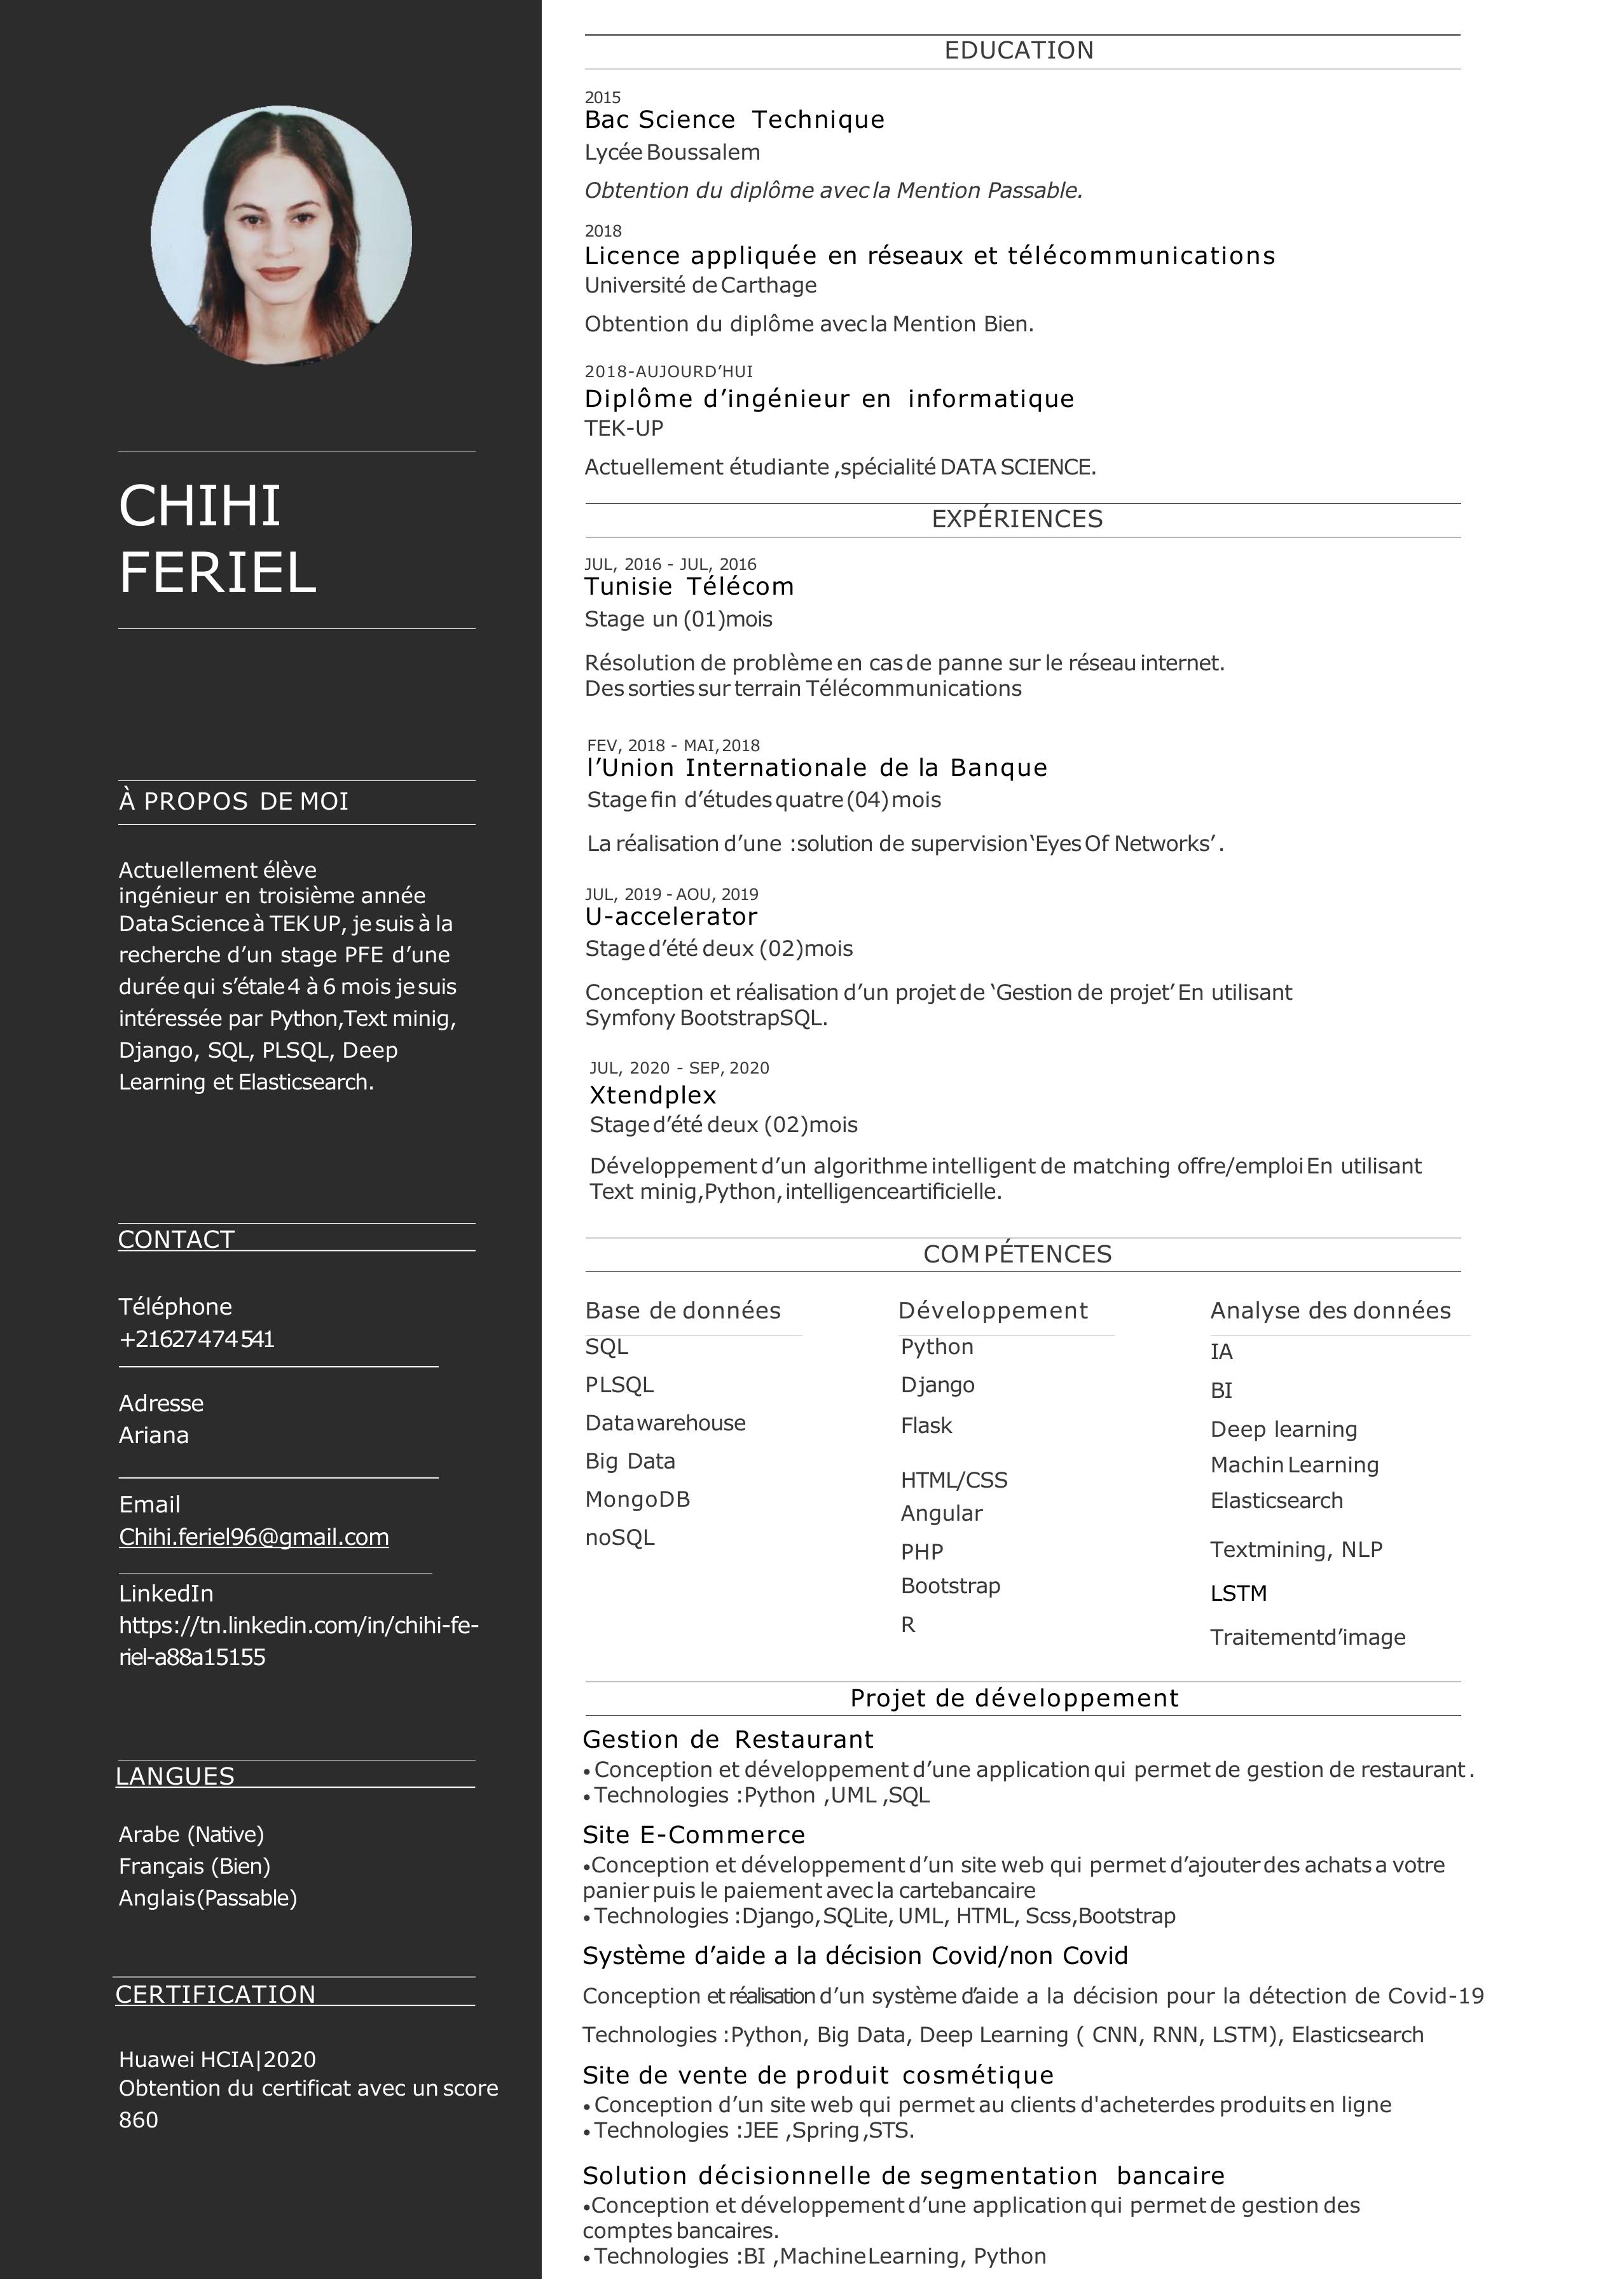 CHIHI
FERIEL
À PROPOS DE MOI
Actuellement élève
ingénieur en troisième année
Data Science à TEK UP, je suis à la
recherche d’un stage PFE d’une
durée qui s’étale 4 à 6 mois je suis
intéressée par Python,Text minig,
Django, SQL, PLSQL, Deep
Learning et Elasticsearch.
CONTACT
Téléphone
+21627474541
Adresse
Ariana
Email
Chihi.feriel96@gmail.com
LinkedIn
https://tn.linkedin.com/in/chihi-fe-
riel-a88a15155
LANGUES
Arabe (Native)
Français (Bien)
Anglais (Passable)
CERTIFICATION
Huawei HCIA|2020
Obtention du certificat avec un score
860
EDUCATION
2015
Bac Science Technique
Lycée Boussalem
Obtention du diplôme avec la Mention Passable.
2018
Licence appliquée en réseaux et télécommunications
Université de Carthage
Obtention du diplôme avec la Mention Bien.
2018-AUJOURD’HUI
Diplôme d’ingénieur en informatique
TEK-UP
Actuellement étudiante ,spécialité DATA SCIENCE.
EXPÉRIENCES
JUL, 2016 - JUL, 2016
Tunisie Télécom
Stage un (01)mois
Résolution de problème en cas de panne sur le réseau internet.
Des sorties sur terrain Télécommunications
FEV, 2018 - MAI, 2018
l’Union Internationale de la Banque
Stage fin d’études quatre (04) mois
La réalisation d’une :solution de supervision ‘Eyes Of Networks’ .
JUL, 2019 - AOU, 2019
U-accelerator
Stage d’été deux (02)mois
Conception et réalisation d’un projet de ‘Gestion de projet’ En utilisant
Symfony BootstrapSQL.
JUL, 2020 - SEP, 2020
Xtendplex
Stage d’été deux (02)mois
Développement d’un algorithme intelligent de matching offre/emploi En utilisant
Text minig,Python, intelligenceartificielle.
COMPÉTENCES
Base de données
SQL
PLSQL
Datawarehouse
Big Data
MongoDB
noSQL
Développement
Python
Django
Flask
HTML/CSS
Angular
PHP
Bootstrap
R
Analyse des données
IA
BI
Deep learning
Machin Learning
Elasticsearch
Textmining, NLP
LSTM
Traitementd’image
Projet de développement
Gestion de Restaurant
• Conception et développement d’une application qui permet de gestion de restaurant .
• Technologies :Python ,UML ,SQL
Site E-Commerce
•Conception et développement d’un site web qui permet d’ajouter des achats a votre
panier puis le paiement avec la cartebancaire
• Technologies :Django, SQLite, UML, HTML, Scss,Bootstrap
Système d’aide a la décision Covid/non Covid
Conception et réalisation d’un système d’aide a la décision pour la détection de Covid-19
Technologies :Python, Big Data, Deep Learning ( CNN, RNN, LSTM), Elasticsearch
Site de vente de produit cosmétique
• Conception d’un site web qui permet au clients d'acheterdes produits en ligne
• Technologies :JEE ,Spring ,STS.
Solution décisionnelle de segmentation bancaire
•Conception et développement d’une application qui permet de gestion des
comptes bancaires.
• Technologies :BI ,Machine Learning, Python